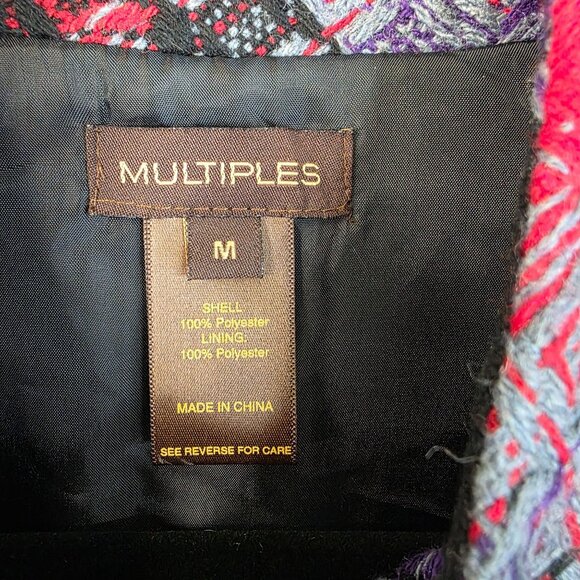 MULTIPLES
M
SHELL
100% Polyester
LINING:
100% Polyester
MADE IN CHINA
SEE REVERSE FOR CARE